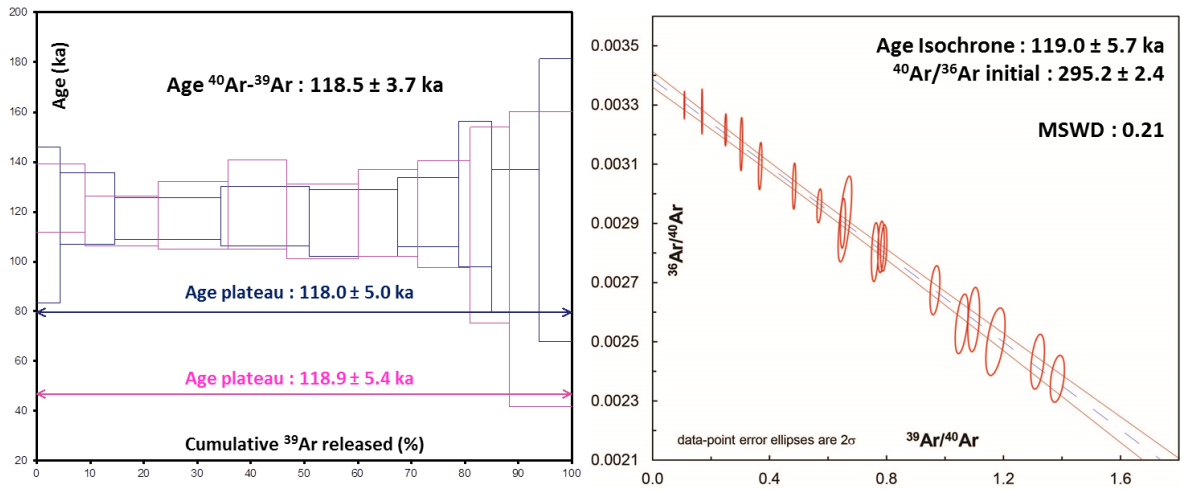 200
180
160
140
120
100
80
60
40
20
Age (ka)
Age ⁴⁰Ar-³⁹Ar : 118.5 ± 3.7 ka
Age plateau : 118.0 ± 5.0 ka
Age plateau : 118.9 ± 5.4 ka
Cumulative ³⁹Ar released (%)
0 10 20 30 40 50 60 70 80 90 100
0.0035
0.0033
0.0031
0.0029
0.0027
0.0025
0.0023
0.0021
³⁶Ar/⁴⁰Ar
Age Isochrone : 119.0 ± 5.7 ka
⁴⁰Ar/³⁶Ar initial : 295.2 ± 2.4
MSWD : 0.21
data-point error ellipses are 2σ
³⁹Ar/⁴⁰Ar
0.0 0.4 0.8 1.2 1.6